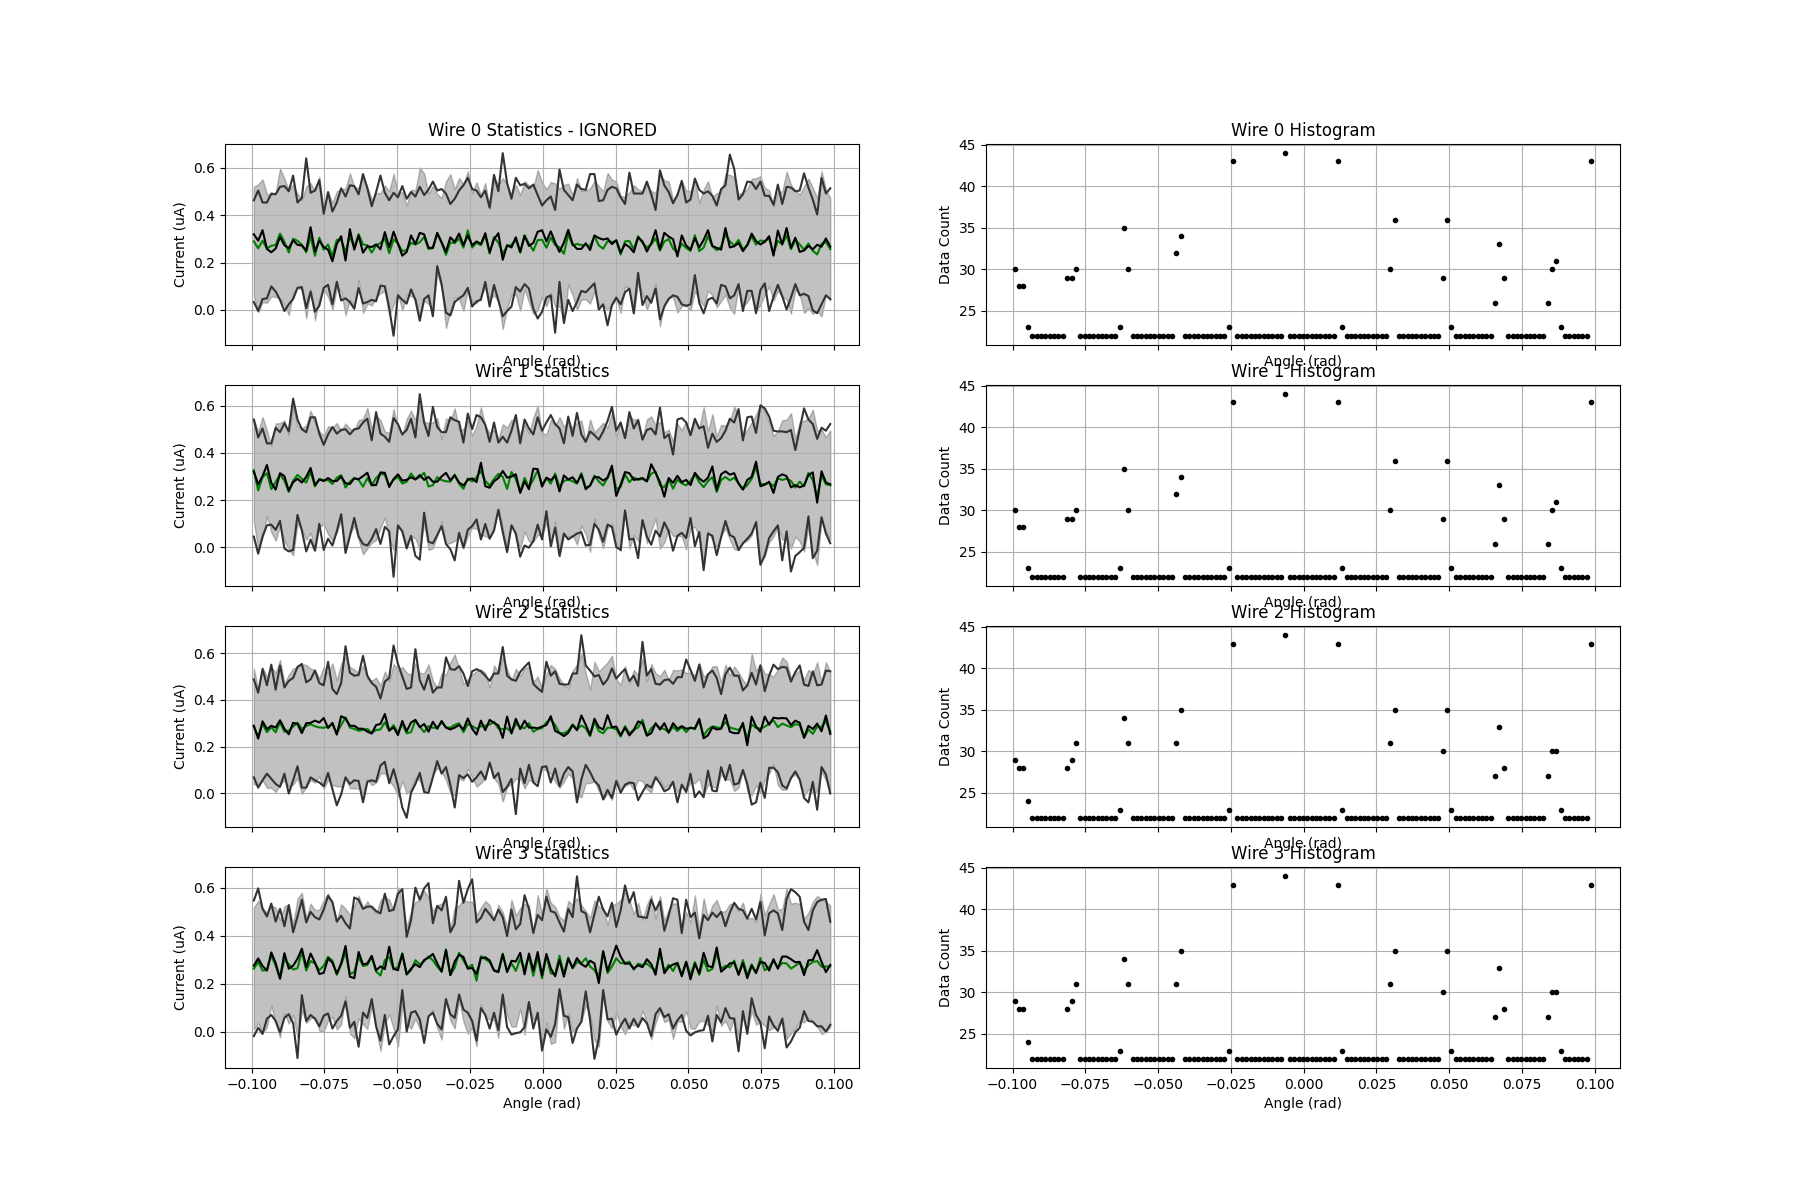 Wire 0 Statistics - IGNORED
Current (uA)
0.6
0.4
0.2
0.0
Angle (rad)
Wire 0 Histogram
Data Count
45
40
35
30
25
Angle (rad)
Wire 1 Statistics
Current (uA)
0.6
0.4
0.2
0.0
Angle (rad)
Wire 1 Histogram
Data Count
45
40
35
30
25
Angle (rad)
Wire 2 Statistics
Current (uA)
0.6
0.4
0.2
0.0
Angle (rad)
Wire 2 Histogram
Data Count
45
40
35
30
25
Angle (rad)
Wire 3 Statistics
Current (uA)
0.6
0.4
0.2
0.0
−0.100 −0.075 −0.050 −0.025 0.000 0.025 0.050 0.075 0.100
Angle (rad)
Wire 3 Histogram
Data Count
45
40
35
30
25
−0.100 −0.075 −0.050 −0.025 0.000 0.025 0.050 0.075 0.100
Angle (rad)